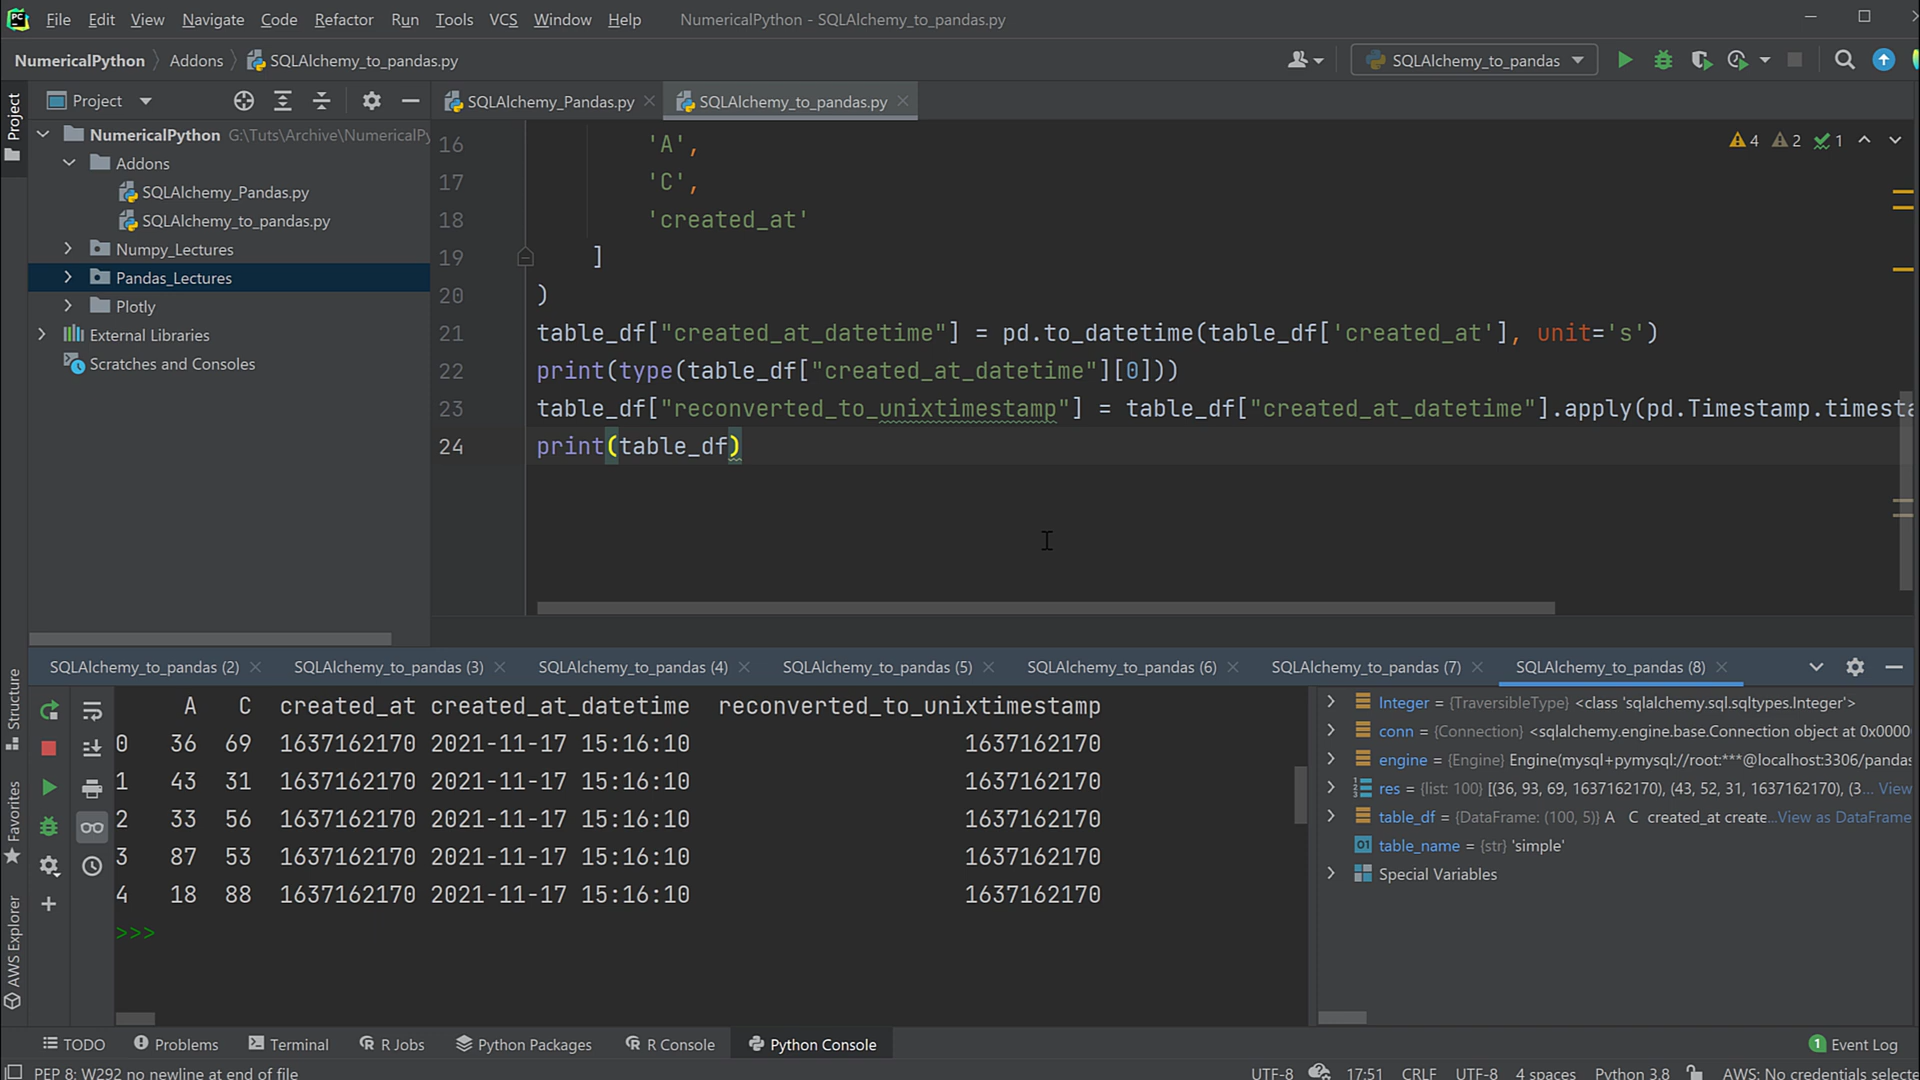 File Edit View Navigate Code Refactor Run Tools VCS Window Help NumericalPython - SQLAlchemy_to_pandas.py
NumericalPython Addons SQLAlchemy_to_pandas.py SQLAlchemy_to_pandas
Project SQLAlchemy_Pandas.py SQLAlchemy_to_pandas.py
Project
NumericalPython G:\Tuts\Archive\NumericalPy
Addons
SQLAlchemy_Pandas.py
SQLAlchemy_to_pandas.py
Numpy_Lectures
Pandas_Lectures
Plotly
External Libraries
Scratches and Consoles
4 2 1
16 'A',
17 'C',
18 'created_at'
19 ]
20 )
21 table_df["created_at_datetime"] = pd.to_datetime(table_df['created_at'], unit='s')
22 print(type(table_df["created_at_datetime"][0]))
23 table_df["reconverted_to_unixtimestamp"] = table_df["created_at_datetime"].apply(pd.Timestamp.timesta
24 print(table_df)
SQLAlchemy_to_pandas (2) SQLAlchemy_to_pandas (3) SQLAlchemy_to_pandas (4) SQLAlchemy_to_pandas (5) SQLAlchemy_to_pandas (6) SQLAlchemy_to_pandas (7) SQLAlchemy_to_pandas (8)
Structure
Favorites
AWS Explorer
A C created_at created_at_datetime reconverted_to_unixtimestamp
0 36 69 1637162170 2021-11-17 15:16:10 1637162170
1 43 31 1637162170 2021-11-17 15:16:10 1637162170
2 33 56 1637162170 2021-11-17 15:16:10 1637162170
3 87 53 1637162170 2021-11-17 15:16:10 1637162170
4 18 88 1637162170 2021-11-17 15:16:10 1637162170
>>>
Integer = {TraversibleType} <class 'sqlalchemy.sql.sqltypes.Integer'>
conn = {Connection} <sqlalchemy.engine.base.Connection object at 0x0000
engine = {Engine} Engine(mysql+pymysql://root:***@localhost:3306/pandas
res = {list: 100} [(36, 93, 69, 1637162170), (43, 52, 31, 1637162170), (3... View
table_df = {DataFrame: (100, 5)} A C created_at create...View as DataFrame
table_name = {str} 'simple'
Special Variables
TODO Problems Terminal R Jobs Python Packages R Console Python Console 1 Event Log
PEP 8: W292 no newline at end of file UTF-8 17:51 CRLF UTF-8 4 spaces Python 3.8 AWS: No credentials selecte